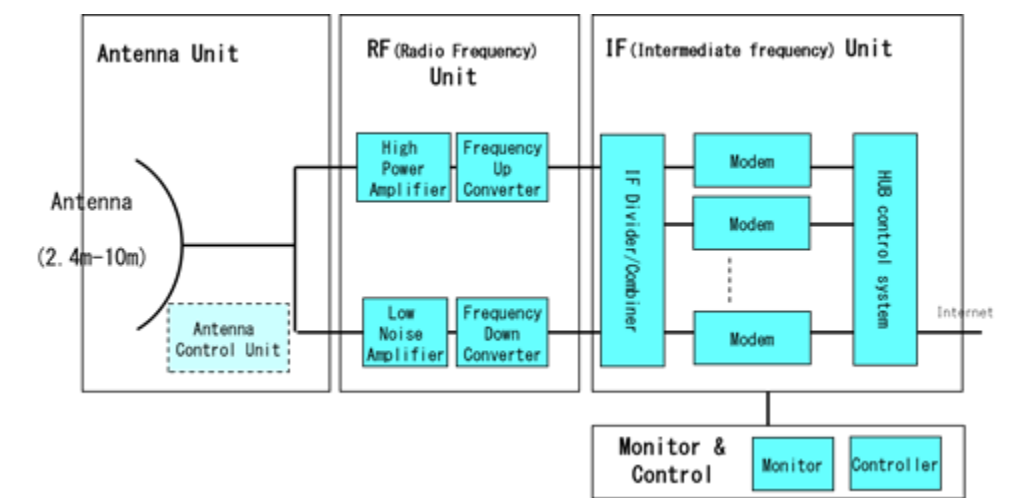 Antenna Unit
RF(Radio Frequency)
Unit
IF(Intermediate frequency) Unit
Antenna
(2.4m-10m)
Antenna
Control Unit
High
Power
Amplifier
Frequency
Up
Converter
Low
Noise
Amplifier
Frequency
Down
Converter
IF Divider/Combiner
Modem
Modem
Modem
HUB control system
Internet
Monitor &
Control
Monitor
Controller